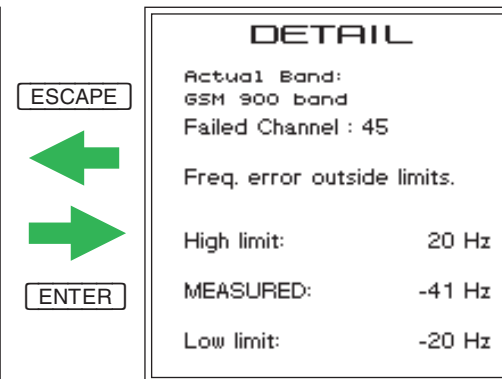 ESCAPE
ENTER
DETAIL
Actual Band:
GSM 900 band
Failed Channel : 45
Freq. error outside limits.
High limit: 20 Hz
MEASURED: -41 Hz
Low limit: -20 Hz